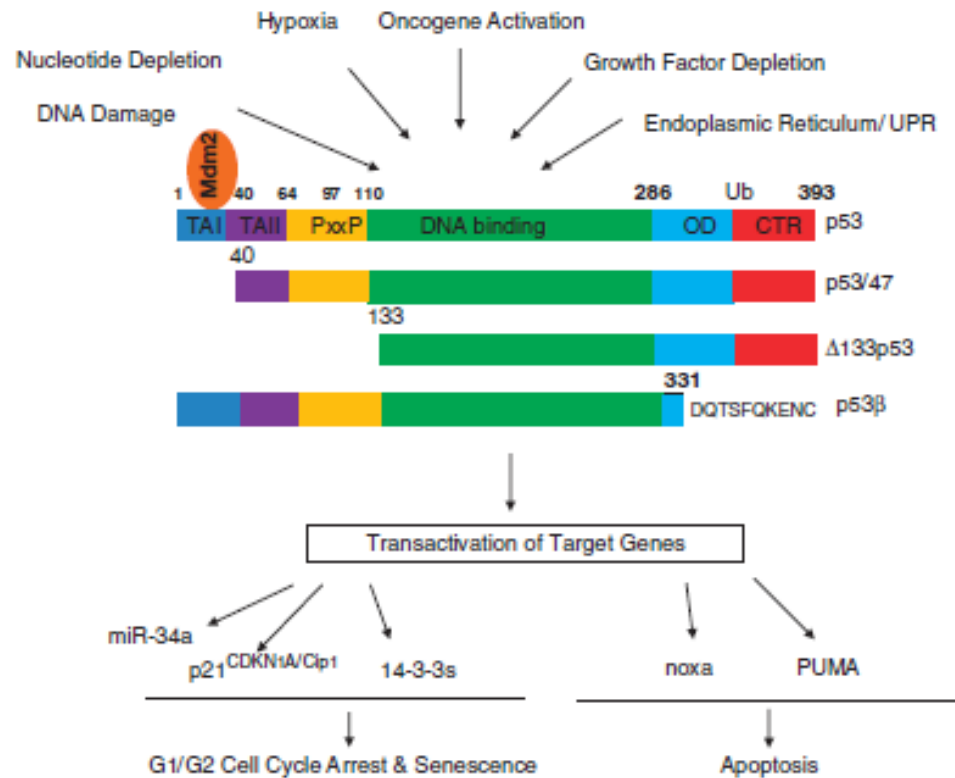 Hypoxia Oncogene Activation
Nucleotide Depletion
Growth Factor Depletion
DNA Damage
Endoplasmic Reticulum/ UPR
Mdm2
1 40 64 97 110 286 Ub 393
TAI TAII PxxP DNA binding OD CTR p53
40
p53/47
133
Δ133p53
331
DQTSFQKENC p53β
Transactivation of Target Genes
miR-34a
p21CDKN1A/Cip1 14-3-3s noxa PUMA
G1/G2 Cell Cycle Arrest & Senescence Apoptosis